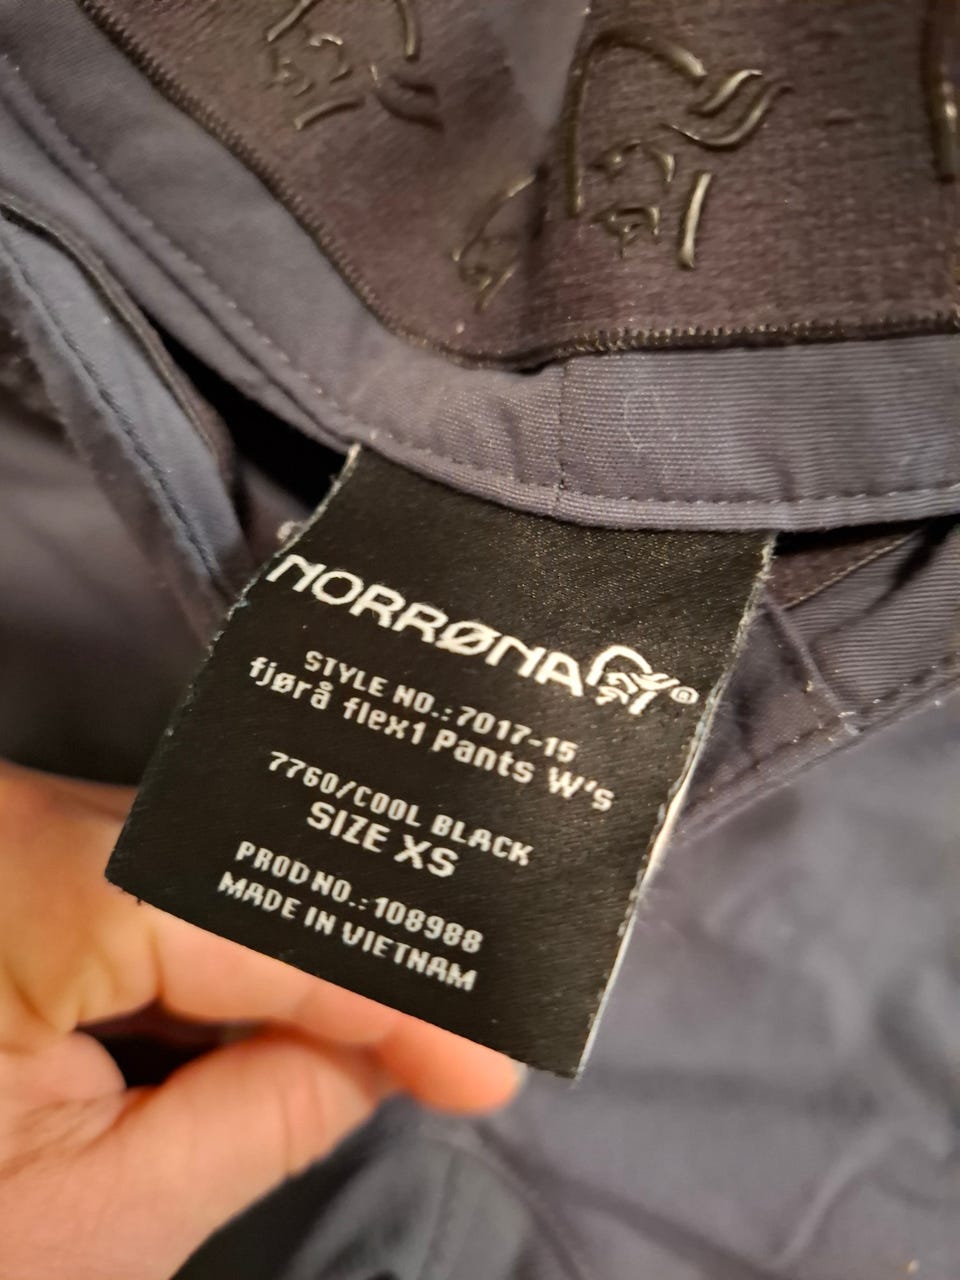 NORRØNA®
STYLE NO.:7017-15
fjørå flex1 Pants W's
7760/COOL BLACK
SIZE XS
PROD NO.:108988
MADE IN VIETNAM